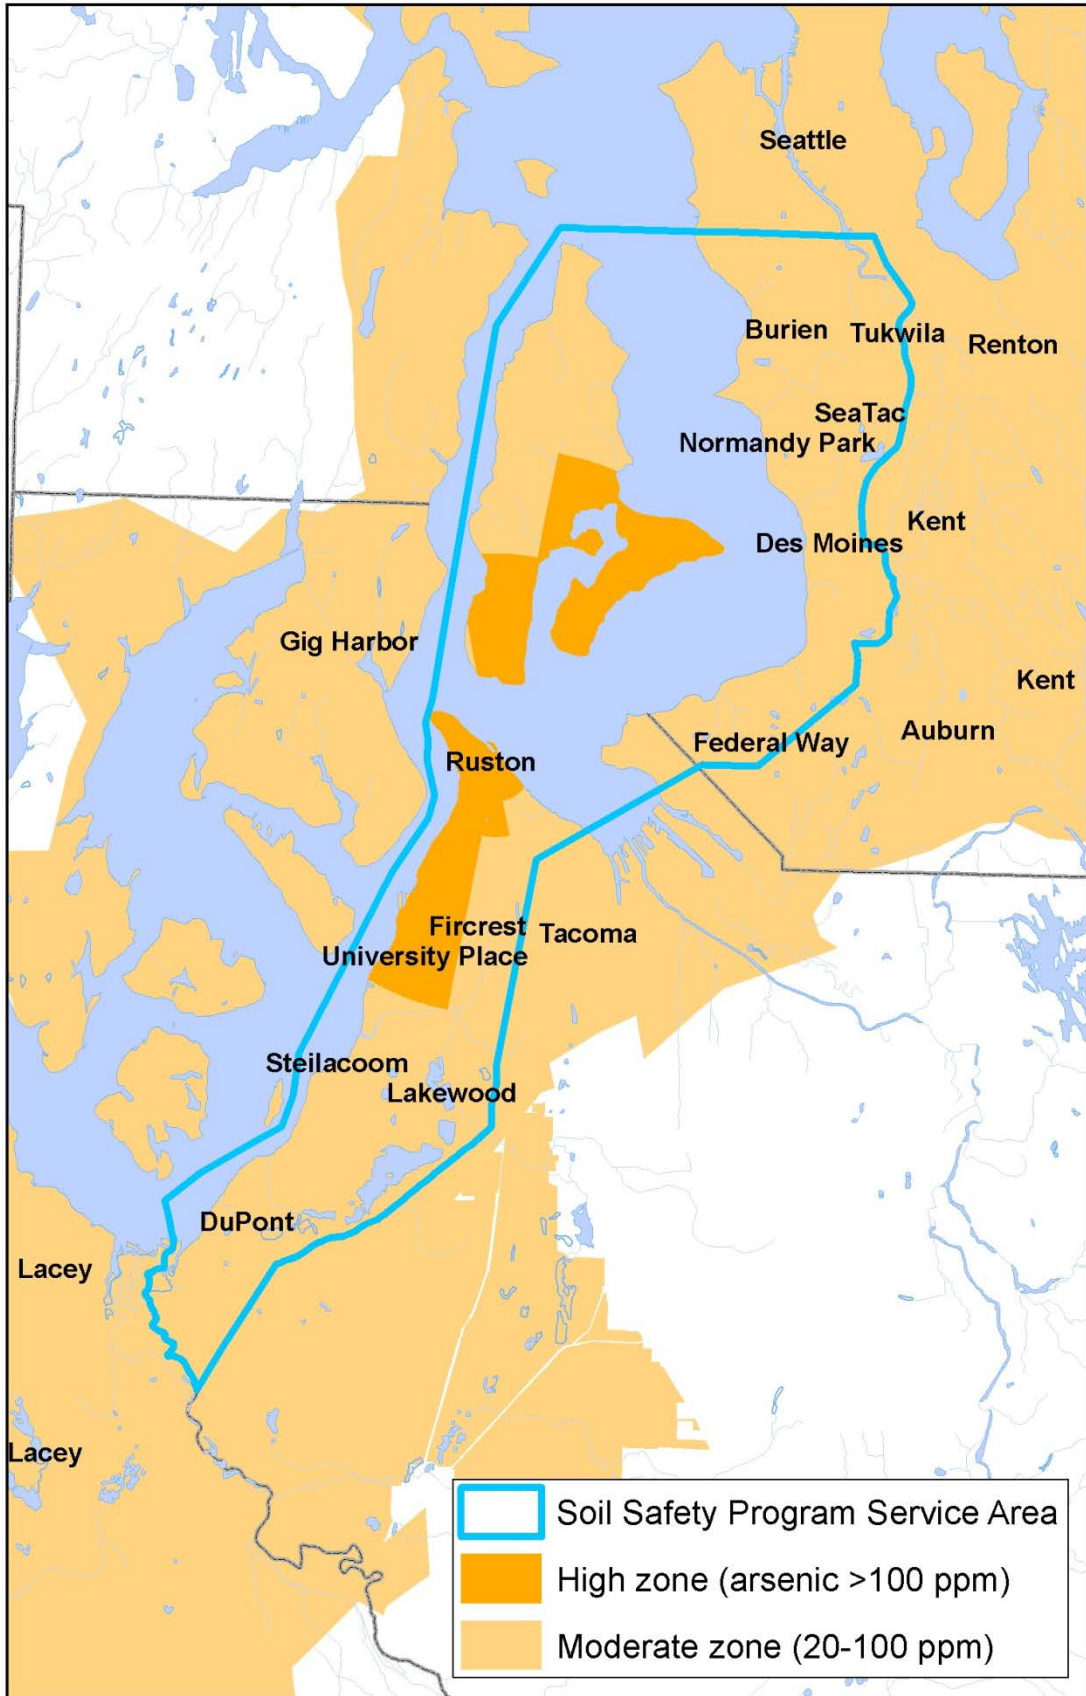 Seattle
Burien
Tukwila
Renton
SeaTac
Normandy Park
Kent
Des Moines
Gig Harbor
Kent
Auburn
Federal Way
Ruston
Fircrest
Tacoma
University Place
Steilacoom
Lakewood
DuPont
Lacey
Lacey
Soil Safety Program Service Area
High zone (arsenic >100 ppm)
Moderate zone (20-100 ppm)